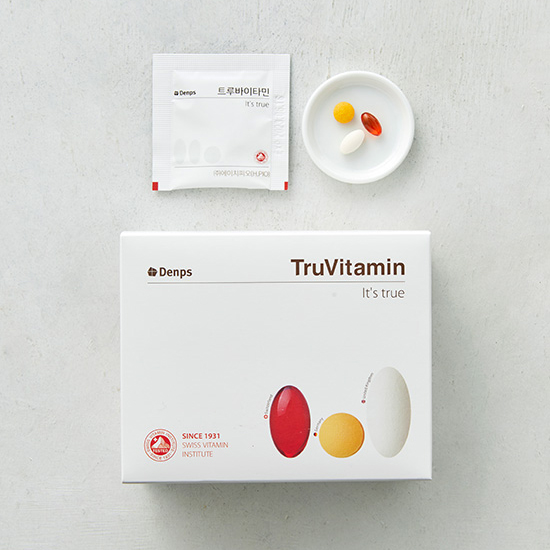 Denps
트루바이타민
It's true
Denps
TruVitamin
It's true
SINCE 1931
SWISS VITAMIN
INSTITUTE